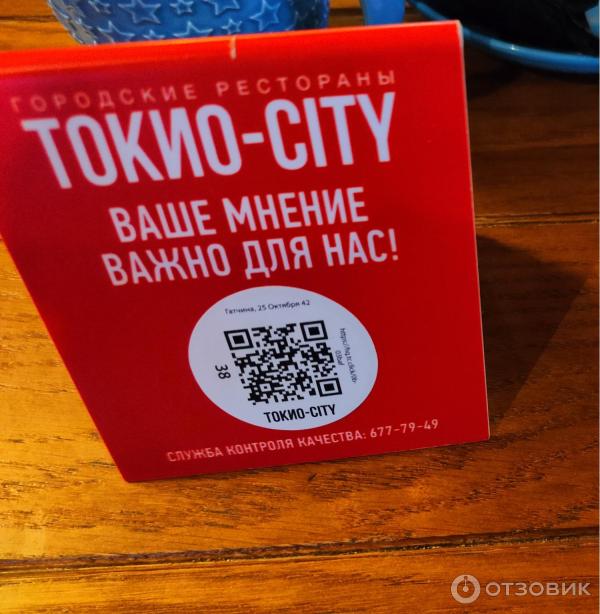 ГОРОДСКИЕ РЕСТОРАНЫ
ТОКИО-CITY
ВАШЕ МНЕНИЕ
ВАЖНО ДЛЯ НАС!
Гатчина, 25 Октября 42
38
ТОКИО-CITY
СЛУЖБА КОНТРОЛЯ КАЧЕСТВА: 677-79-49
ОТЗОВИК